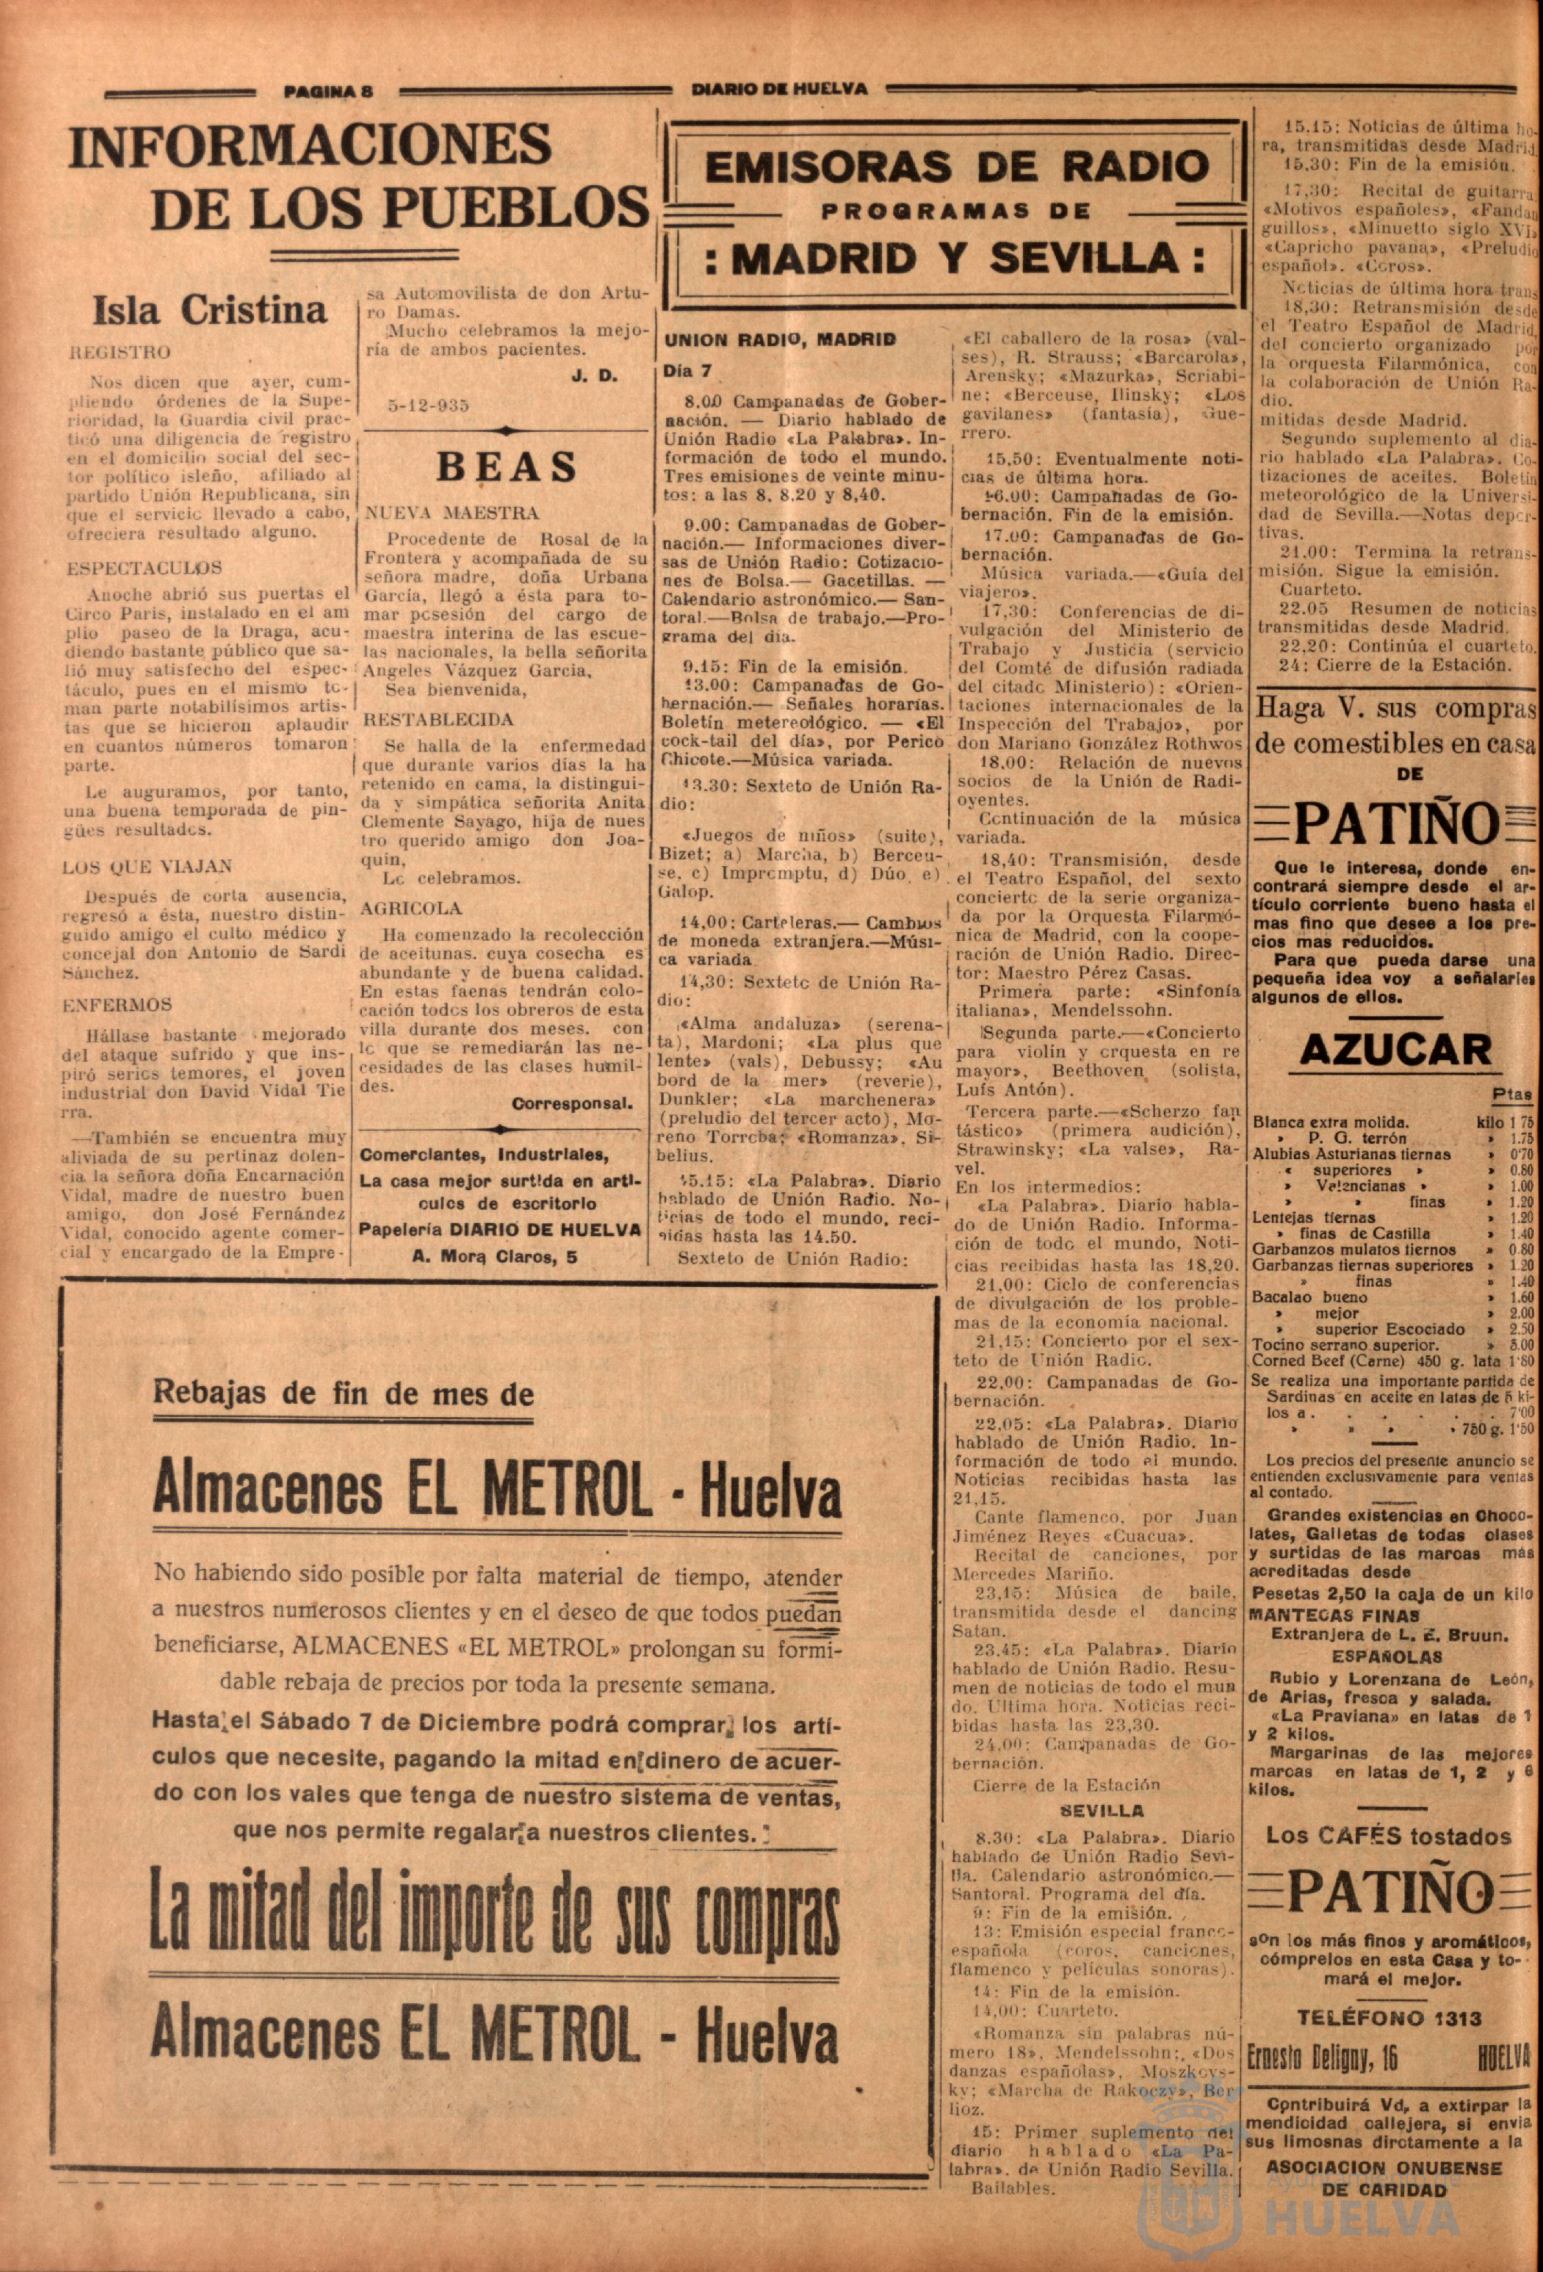 PAGINA 8
DIARIO DE HUELVA
INFORMACIONES
DE LOS PUEBLOS
Isla Cristina
REGISTRO
Nos dicen que ayer, cum-
pliendo órdenes de la Supe-
rioridad, la Guardia civil prac-
ticó una diligencia de registro
en el domicilio social del sec-
tor político isleño, afiliado al
partido Unión Republicana, sin
que el servicio llevado a cabo,
ofreciera resultado alguno.
ESPECTACULOS
Anoche abrió sus puertas el
Circo Paris, instalado en el am
plio paseo de la Draga, acu-
diendo bastante público que sa-
lió muy satisfecho del espec-
táculo, pues en el mismo to-
man parte notabilísimos artis-
tas que se hicieron aplaudir
en cuantos números tomaron
parte.
Le auguramos, por tanto,
una buena temporada de pin-
gües resultados.
LOS QUE VIAJAN
Después de corta ausencia,
regresó a ésta, nuestro distin-
guido amigo el culto médico y
concejal don Antonio de Sardi
Sánchez.
ENFERMOS
Hállase bastante mejorado
del ataque sufrido y que ins-
piró serios temores, el joven
industrial don David Vidal Tie
rra.
—También se encuentra muy
aliviada de su pertinaz dolen-
cia la señora doña Encarnación
Vidal, madre de nuestro buen
amigo, don José Fernández
Vidal, conocido agente comer-
cial y encargado de la Empre-
sa Automovilista de don Artu-
ro Damas.
Mucho celebramos la mejo-
ría de ambos pacientes.
J. D.
5-12-935
BEAS
NUEVA MAESTRA
Procedente de Rosal de la
Frontera y acompañada de su
señora madre, doña Urbana
García, llegó a ésta para to-
mar posesión del cargo de
maestra interina de las escue-
las nacionales, la bella señorita
Angeles Vázquez Garcia,
Sea bienvenida,
RESTABLECIDA
Se halla de la enfermedad
que durante varios días la ha
retenido en cama, la distingui-
da y simpática señorita Anita
Clemente Sayago, hija de nues
tro querido amigo don Joa-
quin,
Lo celebramos.
AGRICOLA
Ha comenzado la recolección
de aceitunas. cuya cosecha es
abundante y de buena calidad.
En estas faenas tendrán colo-
cación todos los obreros de esta
villa durante dos meses. con
lo que se remediarán las ne-
cesidades de las clases humil-
des.
Corresponsal.
Comerciantes, Industriales,
La casa mejor surtida en artí-
culos de escritorio
Papelería DIARIO DE HUELVA
A. Mora Claros, 5
EMISORAS DE RADIO
PROGRAMAS DE
: MADRID Y SEVILLA :
UNION RADIO, MADRID
Día 7
8.00 Campanadas de Gober-
nación. — Diario hablado de
Unión Radio «La Palabra». In-
formación de todo el mundo.
Tres emisiones de veinte minu-
tos: a las 8, 8.20 y 8,40.
9.00: Campanadas de Gober-
nación.— Informaciones diver-
sas de Unión Radio: Cotizacio-
nes de Bolsa.— Gacetillas. —
Calendario astronómico.— San-
toral.—Bolsa de trabajo.—Pro-
grama del dia.
9.15: Fin de la emisión.
13.00: Campanadas de Go-
bernación.— Señales horarias.
Boletín metereológico. — «El
cock-tail del día», por Perico
Chicote.—Música variada.
13.30: Sexteto de Unión Ra-
dio:
«Juegos de niños» (suite),
Bizet; a) Marcha, b) Berceu-
se, c) Impromptu, d) Dúo, e)
Galop.
14,00: Carteleras.— Cambios
de moneda extranjera.—Músi-
ca variada
14,30: Sexteto de Unión Ra-
dio:
«Alma andaluza» (serena-
ta), Mardoni; «La plus que
lente» (vals), Debussy; «Au
bord de la mer» (reverie),
Dunkler; «La marchenera»
(preludio del tercer acto), Mo-
reno Torroba; «Romanza», Si-
belius.
15.15: «La Palabra». Diario
hablado de Unión Radio. No-
ticias de todo el mundo, reci-
bidas hasta las 14.50.
Sexteto de Unión Radio:
«El caballero de la rosa» (val-
ses), R. Strauss; «Barcarola»,
Arensky; «Mazurka», Scriabi-
ne; «Berceuse, Ilinsky; «Los
gavilanes» (fantasía), Gue-
rrero.
15,50: Eventualmente noti-
cias de última hora.
16.00: Campañadas de Go-
bernación. Fin de la emisión.
17.00: Campanadas de Go-
bernación.
Música variada.—«Guía del
viajero».
17,30: Conferencias de di-
vulgación del Ministerio de
Trabajo y Justicia (servicio
del Comté de difusión radiada
del citado Ministerio): «Orien-
taciones internacionales de la
Inspección del Trabajo», por
don Mariano González Rothwos
18.00: Relación de nuevos
socios de la Unión de Radi-
oyentes.
Continuación de la música
variada.
18,40: Transmisión, desde
el Teatro Español, del sexto
concierto de la serie organiza-
da por la Orquesta Filarmó-
nica de Madrid, con la coope-
ración de Unión Radio. Direc-
tor: Maestro Pérez Casas.
Primera parte: «Sinfonía
italiana», Mendelssohn.
Segunda parte.—«Concierto
para violin y orquesta en re
mayor», Beethoven (solista,
Luís Antón).
Tercera parte.—«Scherzo fan
tástico» (primera audición),
Strawinsky; «La valse», Ra-
vel.
En los intermedios:
«La Palabra». Diario habla-
do de Unión Radio. Informa-
ción de todo el mundo, Noti-
cias recibidas hasta las 18,20.
21,00: Ciclo de conferencias
de divulgación de los proble-
mas de la economía nacional.
21,15: Concierto por el sex-
teto de Unión Radio.
22,00: Campanadas de Go-
bernación.
22,05: «La Palabra». Diario
hablado de Unión Radio. In-
formación de todo el mundo.
Noticias recibidas hasta las
21,15.
Cante flamenco, por Juan
Jiménez Reyes «Cuacua».
Recital de canciones, por
Mercedes Mariño.
23,15: Música de baile,
transmitida desde el dancing
Satan.
23.45: «La Palabra». Diario
hablado de Unión Radio. Resu-
men de noticias de todo el mun
do. Ultima hora. Noticias reci-
bidas hasta las 23,30.
24,00: Campanadas de Go-
bernación.
Cierre de la Estación
SEVILLA
8.30: «La Palabra». Diario
hablado de Unión Radio Sevi-
lla. Calendario astronómico.—
Santoral. Programa del día.
9: Fin de la emisión.
13: Emisión especial franco-
española (coros, canciones,
flamenco y películas sonoras).
14: Fin de la emisión.
14,00: Cuarteto.
«Romanza sin palabras nú-
mero 18», Mendelssohn:, «Dos
danzas españolas», Moszkovs-
ky; «Marcha de Rakoczy», Ber
lioz.
15: Primer suplemento del
diario hablado «La Pa-
labra». de Unión Radio Sevilla.
Bailables.
15.15: Noticias de última ho-
ra, transmitidas desde Madrid.
15,30: Fin de la emisión.
17,30: Recital de guitarra,
«Motivos españoles», «Fandan
guillos», «Minuetto siglo XVI»
«Capricho pavana», «Preludio
español». «Coros».
Noticias de última hora trans
18,30: Retransmisión desde
el Teatro Español de Madrid,
del concierto organizado por
la orquesta Filarmónica, con
la colaboración de Unión Ra-
dio.
mitidas desde Madrid.
Segundo suplemento al dia-
rio hablado «La Palabra». Co-
tizaciones de aceites. Boletín
meteorológico de la Universi-
dad de Sevilla.—Notas depor-
tivas.
21.00: Termina la retrans-
misión. Sigue la emisión.
Cuarteto.
22.05 Resumen de noticias
transmitidas desde Madrid.
22,20: Continúa el cuarteto.
24: Cierre de la Estación.
Haga V. sus compras
de comestibles en casa
DE
PATIÑO
Que le interesa, donde en-
contrará siempre desde el ar-
tículo corriente bueno hasta el
mas fino que desee a los pre-
cios mas reducidos.
Para que pueda darse una
pequeña idea voy a señalarles
algunos de ellos.
AZUCAR
Ptas
Blanca extra molida. kilo 1 75
» P. G. terrón » 1.75
Alubias Asturianas tiernas » 0'70
« superiores » » 0.80
» Valencianas » » 1.00
» » finas » 1.20
Lentejas tiernas » 1.20
» finas de Castilla » 1.40
Garbanzos mulatos tiernos » 0.80
Garbanzas tiernas superiores » 1.20
» finas » 1.40
Bacalao bueno » 1.60
» mejor » 2.00
» superior Escociado » 2.50
Tocino serrano superior. » 3.00
Corned Beef (Carne) 450 g. lata 1'80
Se realiza una importante partida de
Sardinas en aceite en latas de 5 ki-
los a . . . . . . . 7'00
» » » » 750 g. 1'50
Los precios del presente anuncio se
entienden exclusivamente para ventas
al contado.
Grandes existencias en Choco-
lates, Galletas de todas clases
y surtidas de las marcas mas
acreditadas desde
Pesetas 2,50 la caja de un kilo
MANTECAS FINAS
Extranjera de L. E. Bruun.
ESPAÑOLAS
Rubio y Lorenzana de León,
de Arias, fresca y salada.
«La Praviana» en latas de 1
y 2 kilos.
Margarinas de las mejores
marcas en latas de 1, 2 y 6
kilos.
Los CAFÉS tostados
PATIÑO
son los más finos y aromáticos,
cómprelos en esta Casa y to-
mará el mejor.
TELÉFONO 1313
Ernesto Deligny, 16 HUELVA
Contribuirá Vd, a extirpar la
mendicidad callejera, si envia
sus limosnas dirctamente a la
ASOCIACION ONUBENSE
DE CARIDAD
Rebajas de fin de mes de
Almacenes EL METROL - Huelva
No habiendo sido posible por falta material de tiempo, atender
a nuestros numerosos clientes y en el deseo de que todos puedan
beneficiarse, ALMACENES «EL METROL» prolongan su formi-
dable rebaja de precios por toda la presente semana.
Hasta el Sábado 7 de Diciembre podrá comprar los artí-
culos que necesite, pagando la mitad en dinero de acuer-
do con los vales que tenga de nuestro sistema de ventas,
que nos permite regalar a nuestros clientes.
La mitad del importe de sus compras
Almacenes EL METROL - Huelva
HUELVA